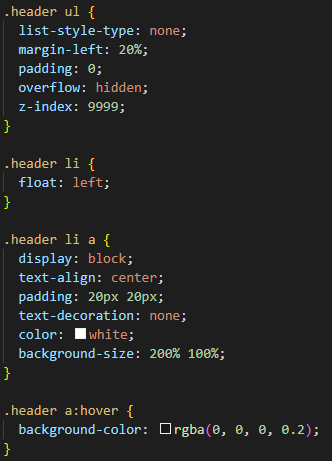 .header ul {
  list-style-type: none;
  margin-left: 20%;
  padding: 0;
  overflow: hidden;
  z-index: 9999;
}

.header li {
  float: left;
}

.header li a {
  display: block;
  text-align: center;
  padding: 20px 20px;
  text-decoration: none;
  color: white;
  background-size: 200% 100%;
}

.header a:hover {
  background-color: rgba(0, 0, 0, 0.2);
}